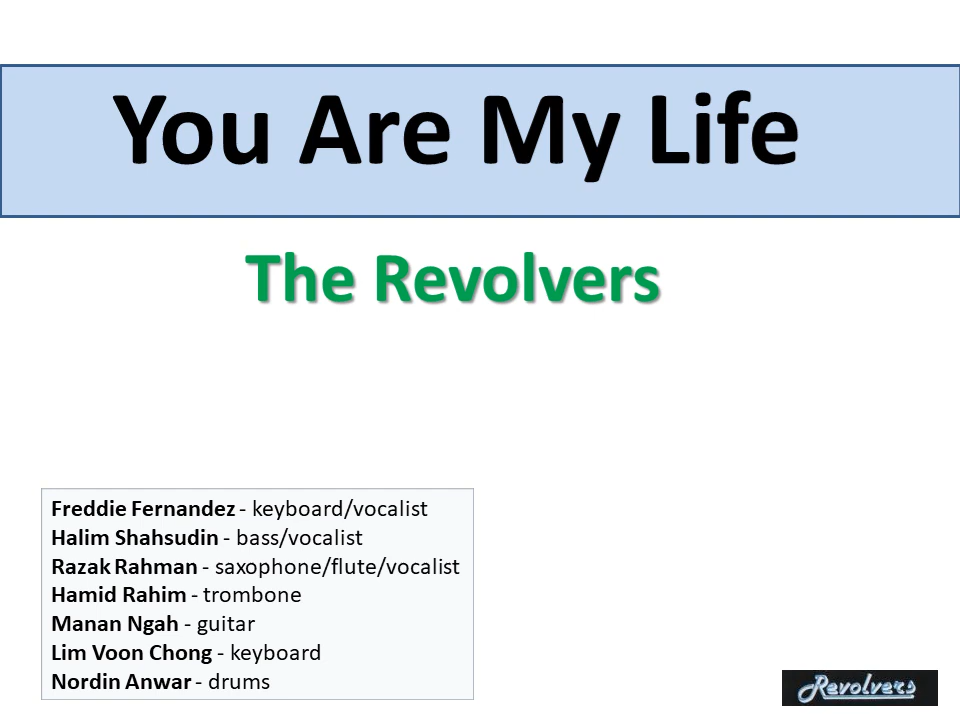 You Are My Life
The Revolvers
Freddie Fernandez - keyboard/vocalist
Halim Shahsudin - bass/vocalist
Razak Rahman - saxophone/flute/vocalist
Hamid Rahim - trombone
Manan Ngah - guitar
Lim Voon Chong - keyboard
Nordin Anwar - drums
Revolvers